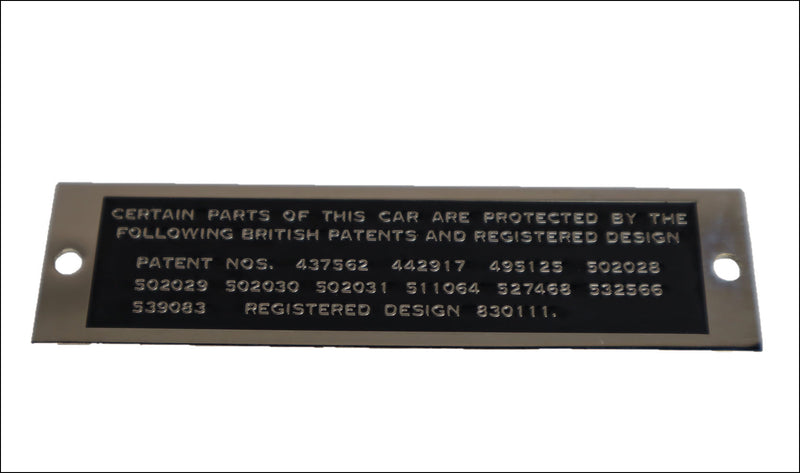 CERTAIN PARTS OF THIS CAR ARE PROTECTED BY THE
FOLLOWING BRITISH PATENTS AND REGISTERED DESIGN
PATENT NOS. 437562 442917 495125 502028
502029 502030 502031 511064 527468 532566
539083 REGISTERED DESIGN 830111.